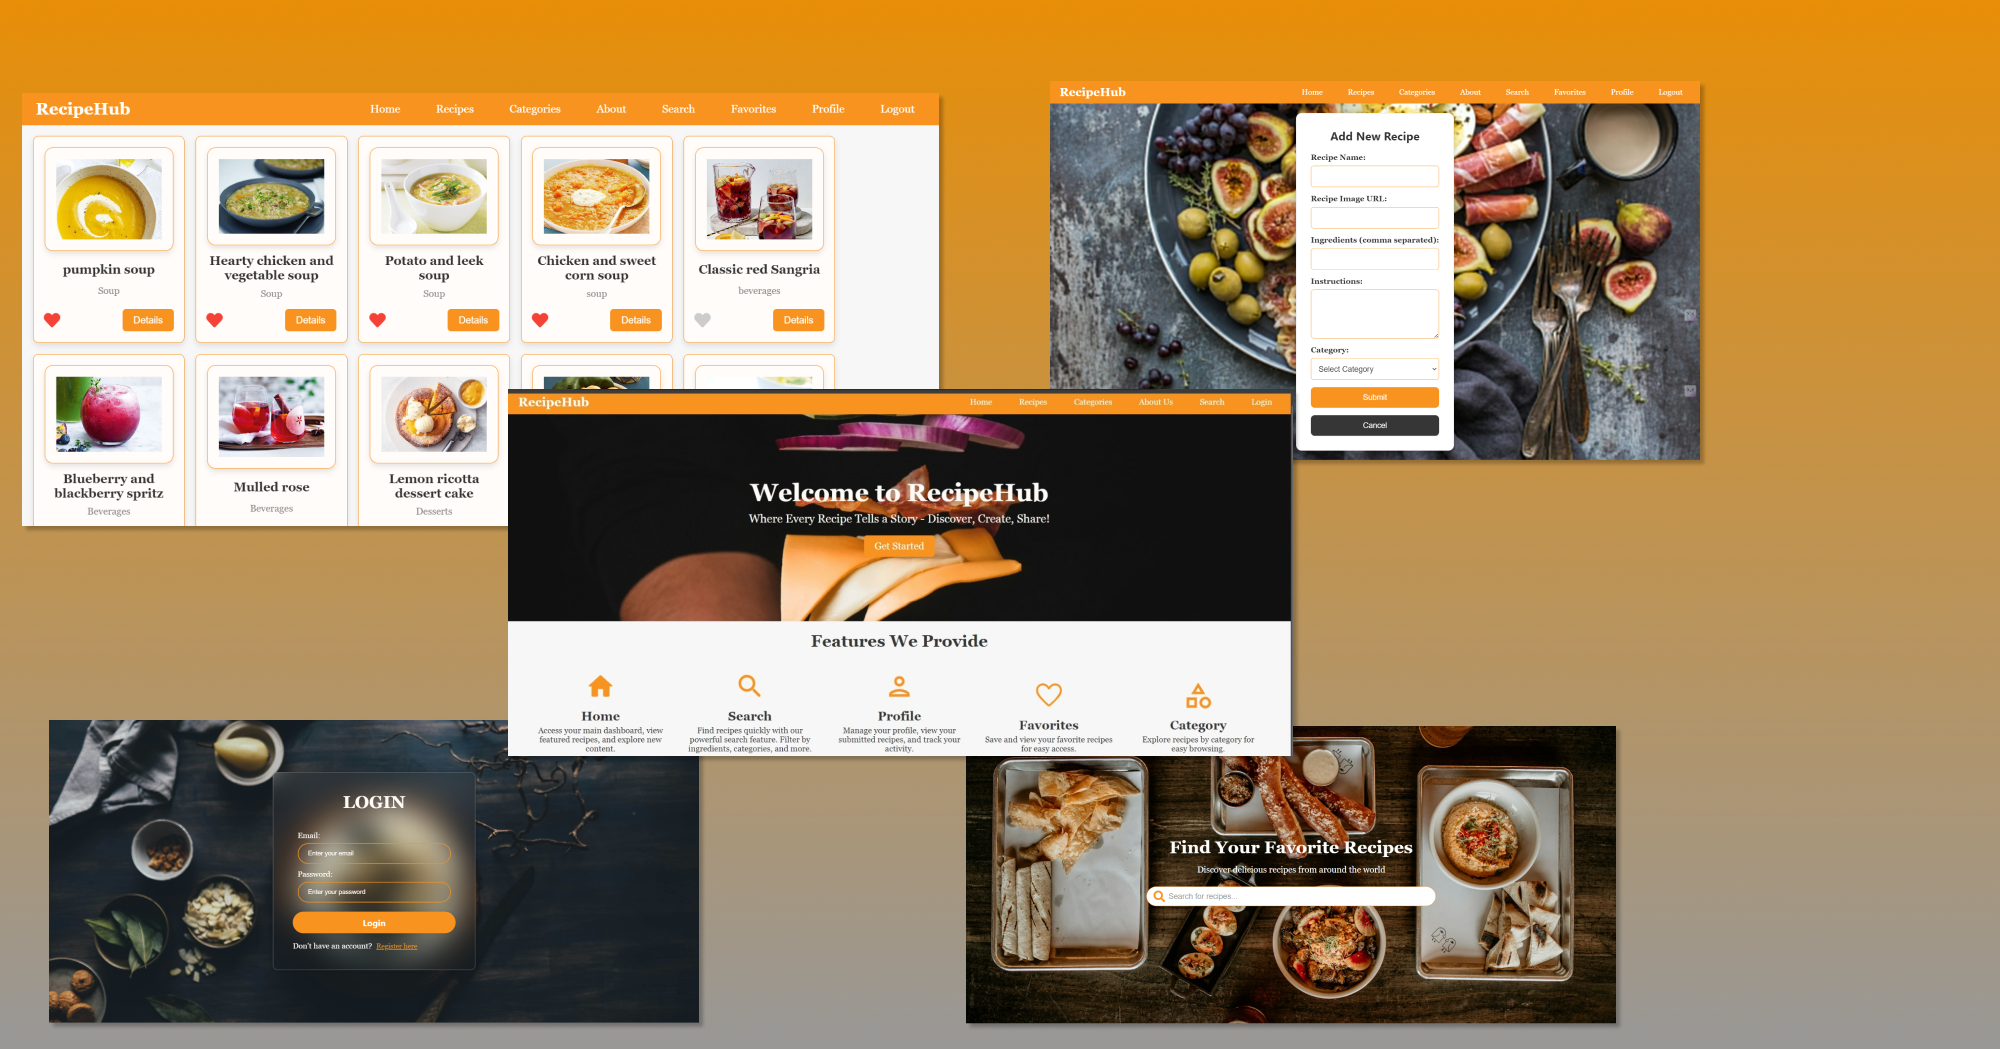 RecipeHub
Home Recipes Categories About Search Favorites Profile Logout
pumpkin soup
Soup
Details
Hearty chicken and
vegetable soup
Soup
Details
Potato and leek
soup
Soup
Details
Chicken and sweet
corn soup
soup
Details
Classic red Sangria
beverages
Details
Blueberry and
blackberry spritz
Beverages
Mulled rose
Beverages
Lemon ricotta
dessert cake
Desserts
RecipeHub
Home Recipes Categories About Search Favorites Profile Logout
Add New Recipe
Recipe Name:
Recipe Image URL:
Ingredients (comma separated):
Instructions:
Category:
Select Category
Submit
Cancel
RecipeHub
Home Recipes Categories About Us Search Login
Welcome to RecipeHub
Where Every Recipe Tells a Story - Discover, Create, Share!
Get Started
Features We Provide
Home
Access your main dashboard, view
featured recipes, and explore new
content.
Search
Find recipes quickly with our
powerful search feature. Filter by
ingredients, categories, and more.
Profile
Manage your profile, view your
submitted recipes, and track your
activity.
Favorites
Save and view your favorite recipes
for easy access.
Category
Explore recipes by category for
easy browsing.
LOGIN
Email:
Enter your email
Password:
Enter your password
Login
Don't have an account? Register here
Find Your Favorite Recipes
Discover delicious recipes from around the world
Search for recipes...